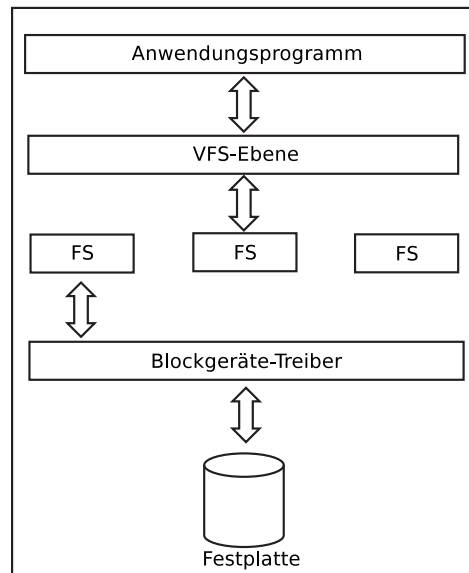 Anwendungsprogramm
VFS-Ebene
FS
FS
FS
Blockgeräte-Treiber
Festplatte